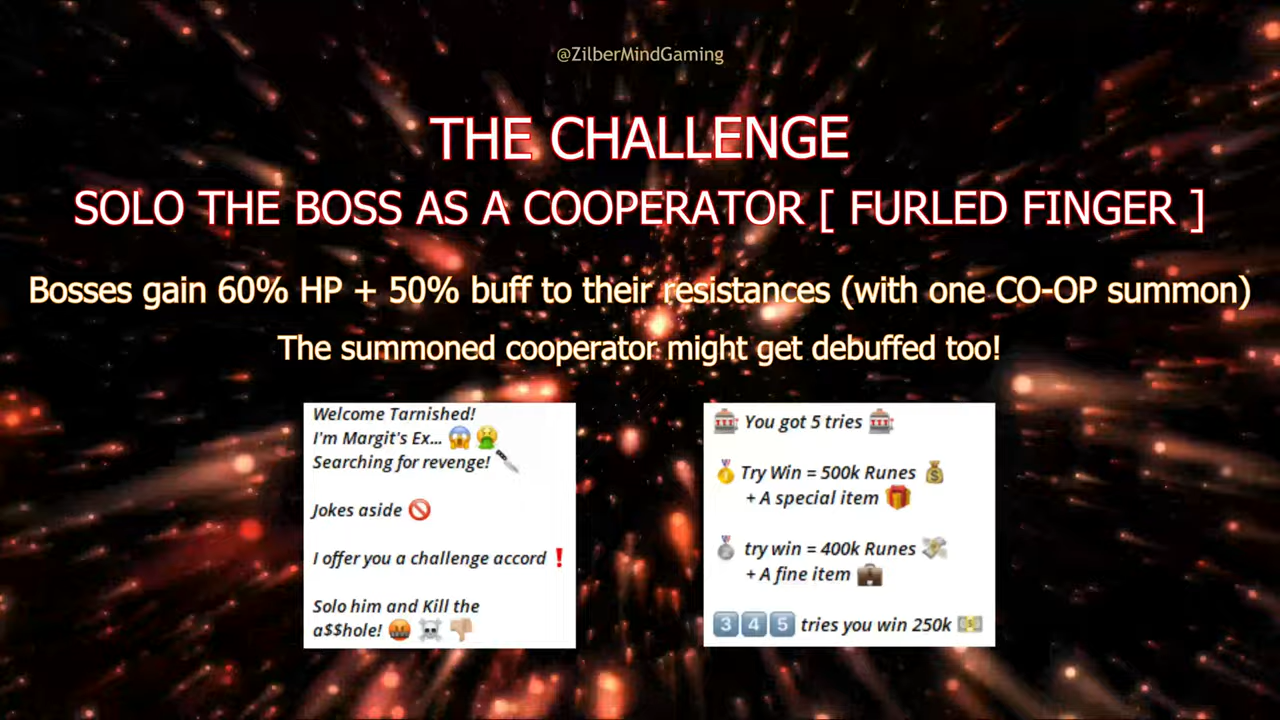 @ZilberMindGaming
THE CHALLENGE
SOLO THE BOSS AS A COOPERATOR [ FURLED FINGER ]
Bosses gain 60% HP + 50% buff to their resistances (with one CO-OP summon)
The summoned cooperator might get debuffed too!
Welcome Tarnished!
I'm Margit's Ex... 😱 🤮
Searching for revenge! 🔪
Jokes aside 🚫
I offer you a challenge accord ❗
Solo him and Kill the
a$$hole! 🤬 ☠️ 👎🏼
🎰 You got 5 tries 🎰
🥇 Try Win = 500k Runes 💰
+ A special item 🎁
🥈 try win = 400k Runes 💸
+ A fine item 💼
3️⃣ 4️⃣ 5️⃣ tries you win 250k 💵